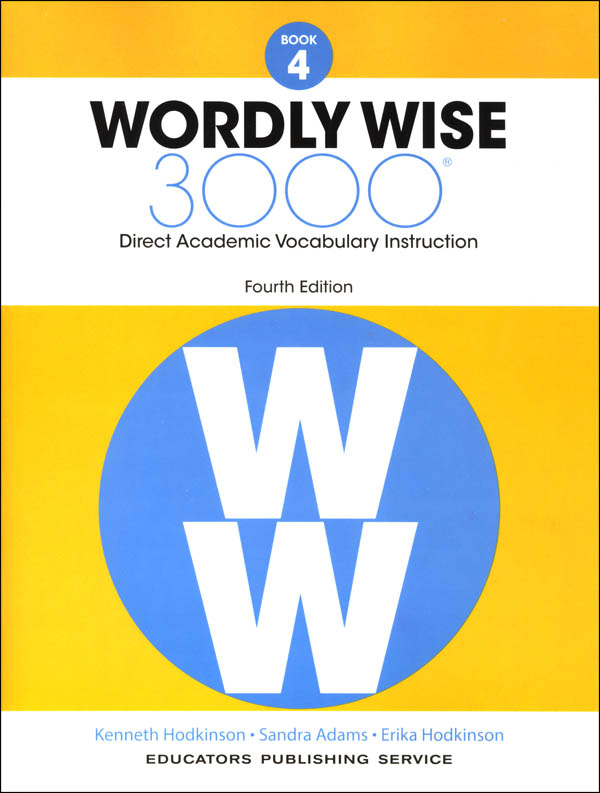 BOOK
4
WORDLY WISE
3000®
Direct Academic Vocabulary Instruction
Fourth Edition
W
W
Kenneth Hodkinson • Sandra Adams • Erika Hodkinson
EDUCATORS PUBLISHING SERVICE